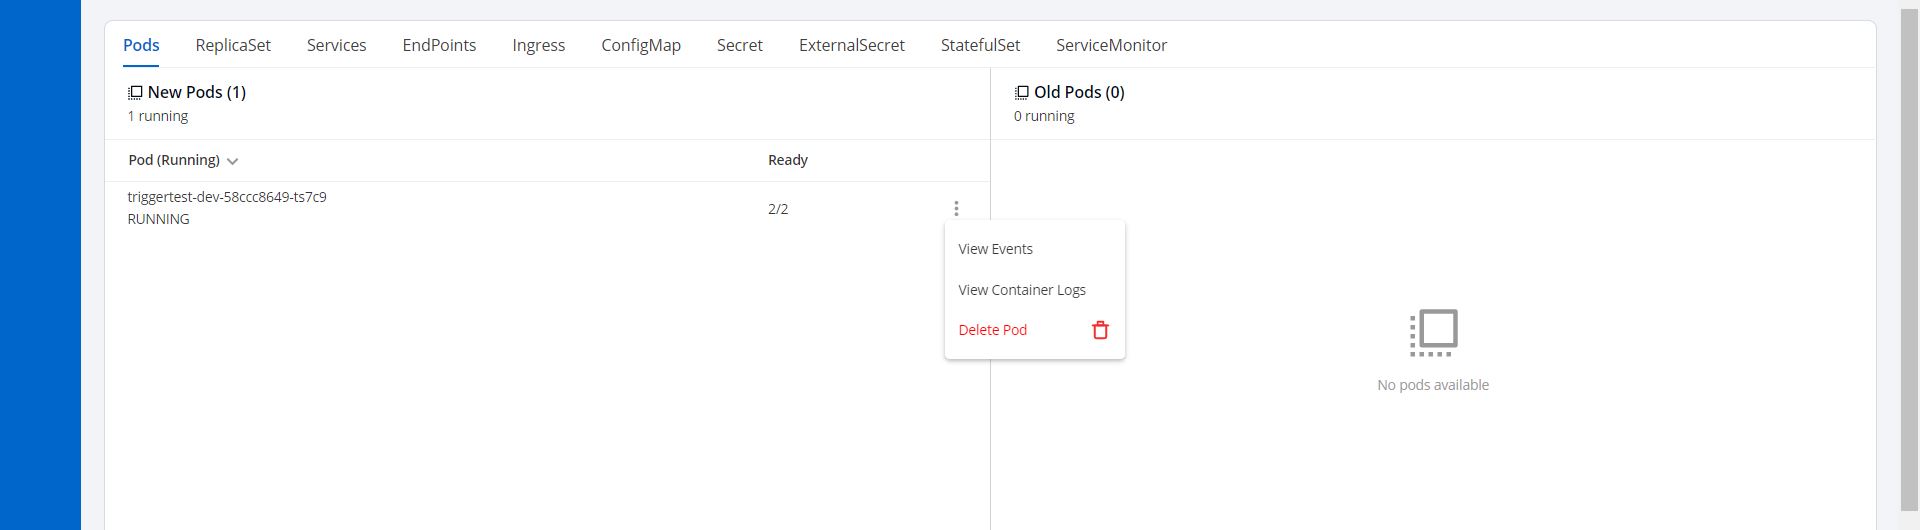 Pods ReplicaSet Services EndPoints Ingress ConfigMap Secret ExternalSecret StatefulSet ServiceMonitor
New Pods (1)
1 running
Old Pods (0)
0 running
Pod (Running) Ready
triggertest-dev-58ccc8649-ts7c9
RUNNING
2/2
View Events
View Container Logs
Delete Pod
No pods available